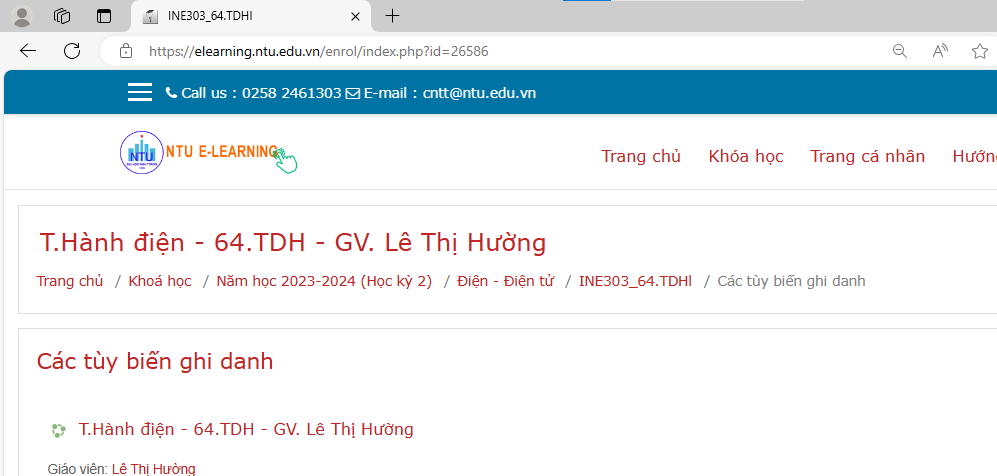 INE303_64.TDHl
https://elearning.ntu.edu.vn/enrol/index.php?id=26586
Call us : 0258 2461303 E-mail : cntt@ntu.edu.vn
NTU NTU E-LEARNING
Trang chủ Khóa học Trang cá nhân Hướn
T.Hành điện - 64.TDH - GV. Lê Thị Hường
Trang chủ / Khoá học / Năm học 2023-2024 (Học kỳ 2) / Điện - Điện tử / INE303_64.TDHl / Các tùy biến ghi danh
Các tùy biến ghi danh
T.Hành điện - 64.TDH - GV. Lê Thị Hường
Giáo viên: Lê Thị Hường